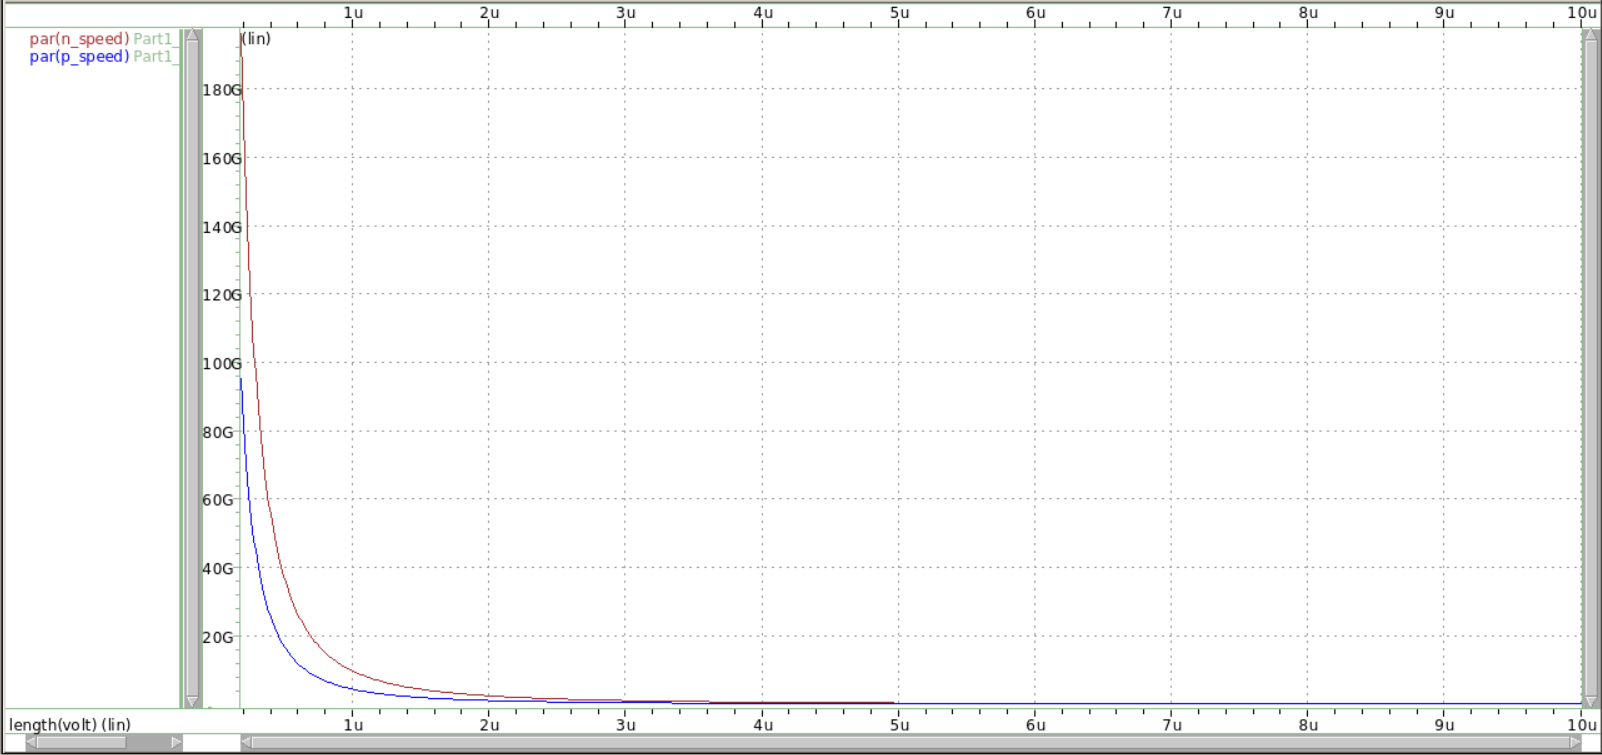 1u 2u 3u 4u 5u 6u 7u 8u 9u 10u
par(n_speed) Part1_
par(p_speed) Part1_
(lin)
180G
160G
140G
120G
100G
80G
60G
40G
20G
length(volt) (lin)
1u 2u 3u 4u 5u 6u 7u 8u 9u 10u